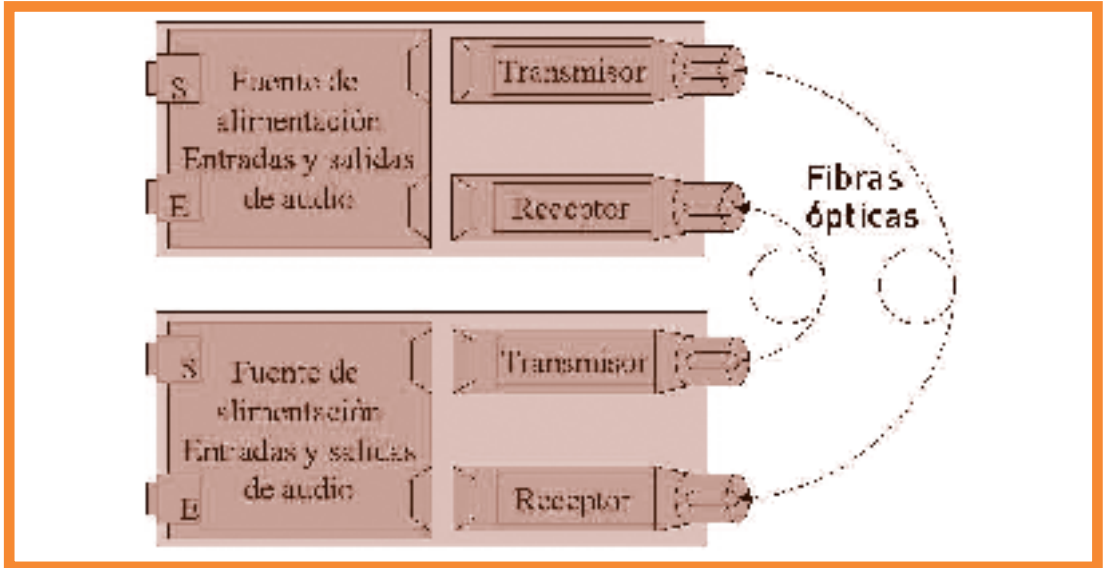 S
Fuente de
alimentación
Entradas y salidas
de audio
E
Transmisor
Receptor
Fibras
ópticas
S
Fuente de
alimentación
Entradas y salidas
de audio
E
Transmisor
Receptor